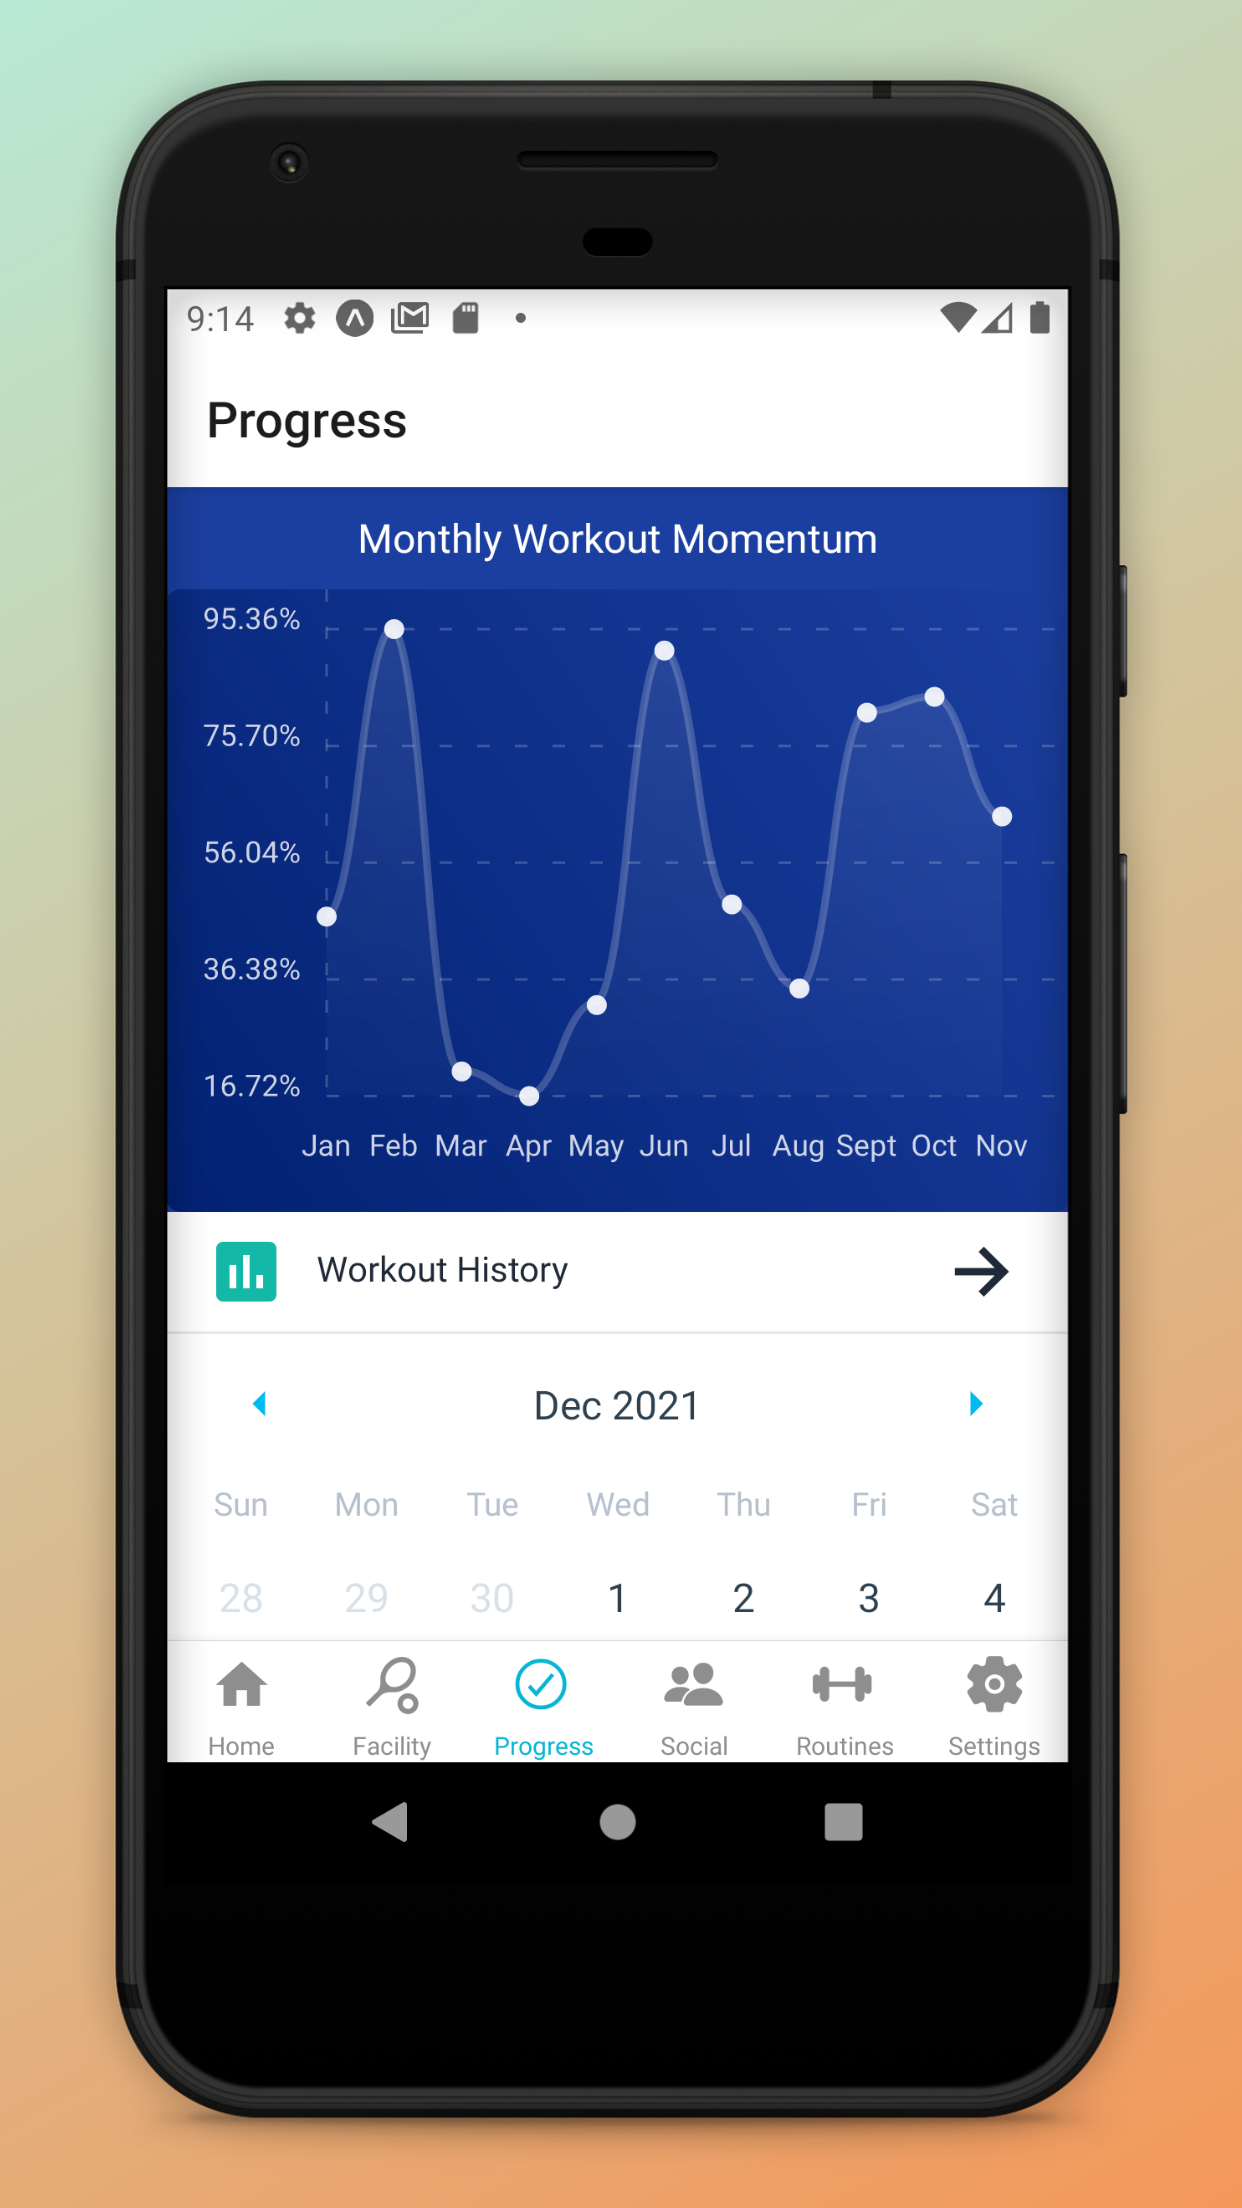 9:14
Progress
Monthly Workout Momentum
95.36%
75.70%
56.04%
36.38%
16.72%
Jan Feb Mar Apr May Jun Jul Aug Sept Oct Nov
Workout History
Dec 2021
Sun Mon Tue Wed Thu Fri Sat
28 29 30 1 2 3 4
Home Facility Progress Social Routines Settings